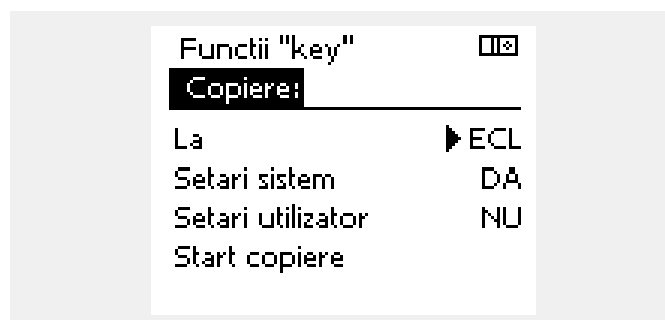 Functii "key"
Copiere:
La ECL
Setari sistem DA
Setari utilizator NU
Start copiere